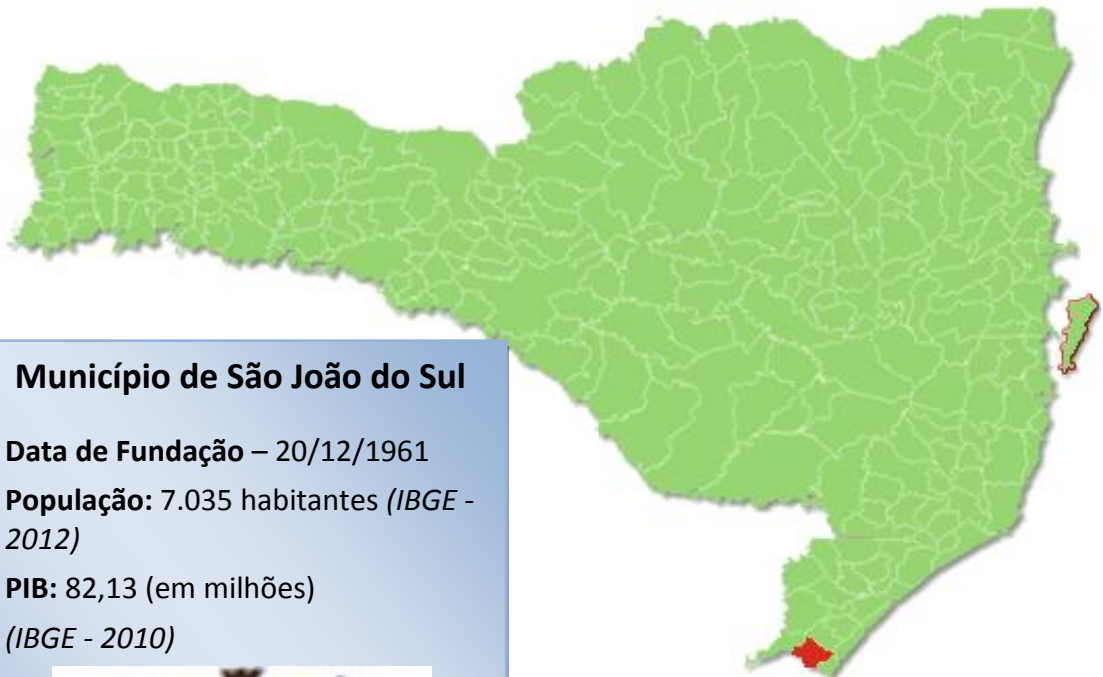 Município de São João do Sul
Data de Fundação – 20/12/1961
População: 7.035 habitantes (IBGE -
2012)
PIB: 82,13 (em milhões)
(IBGE - 2010)